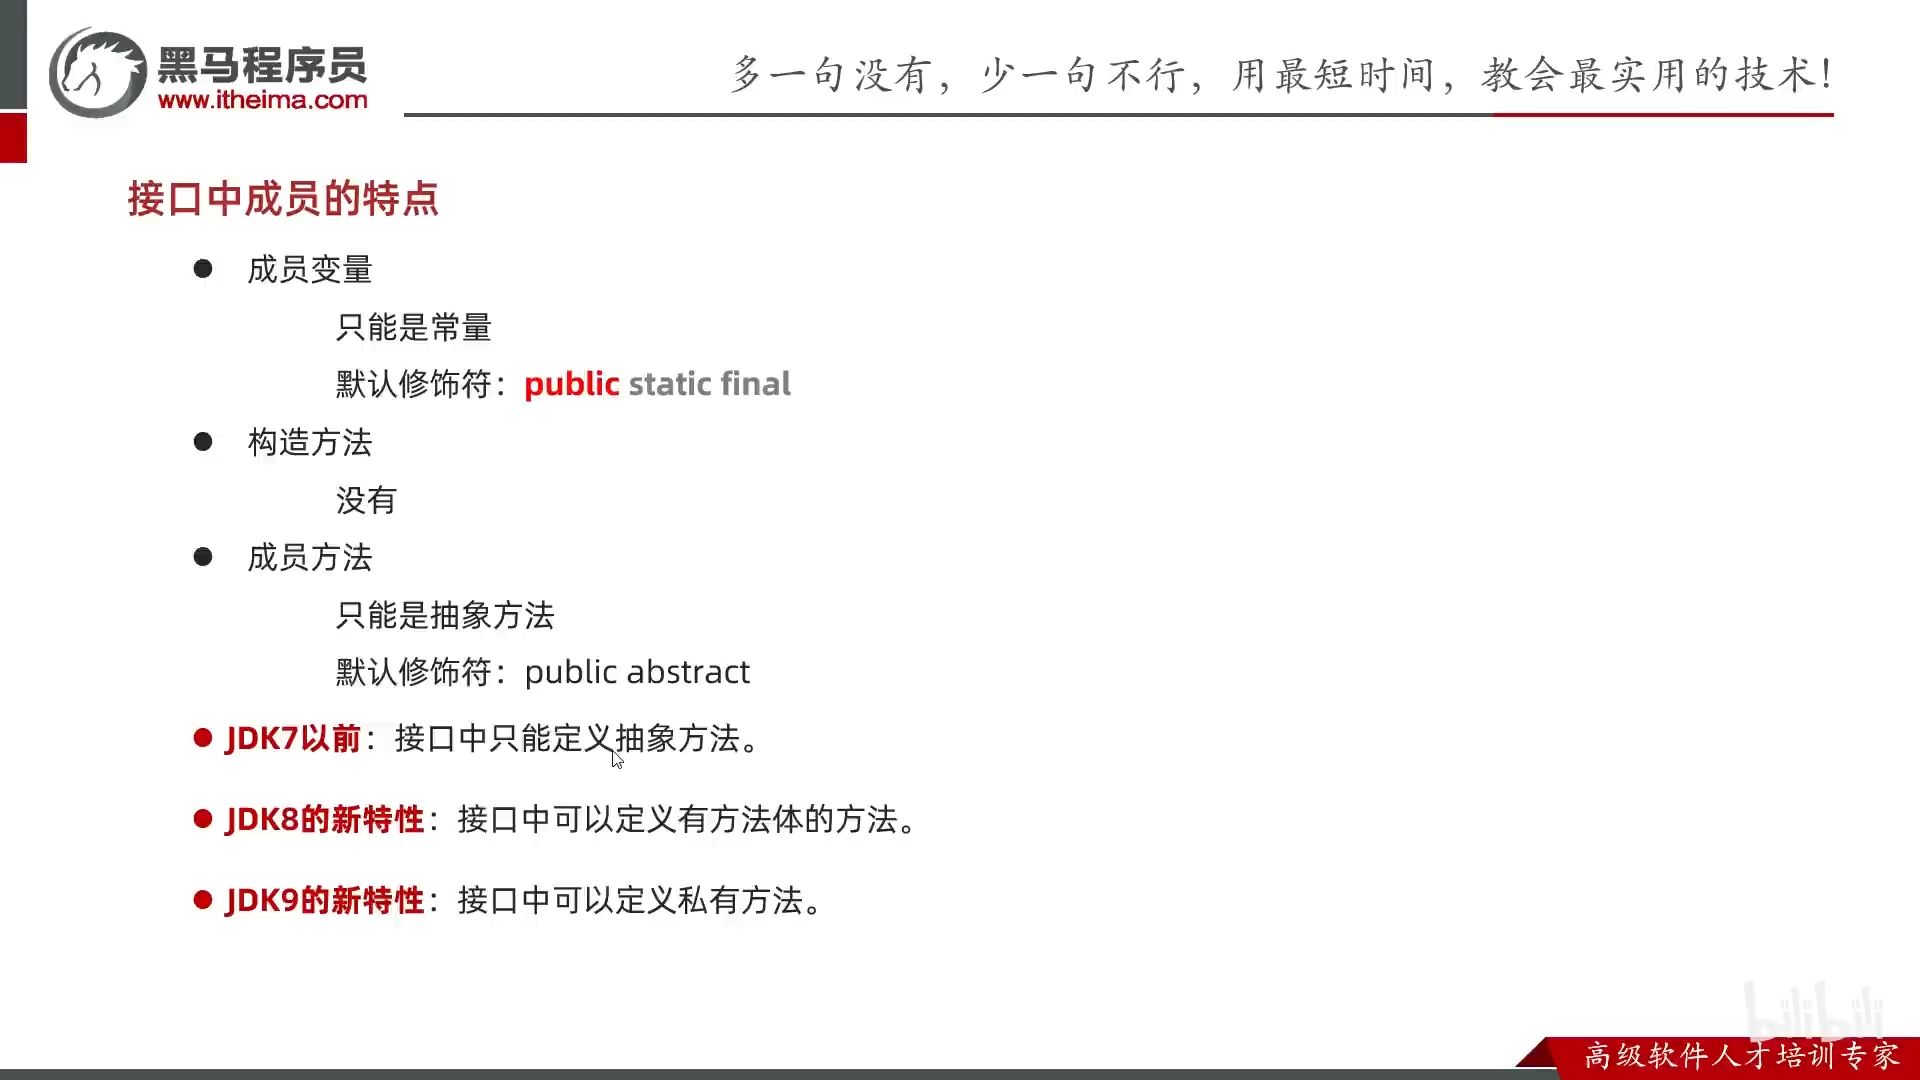 黑马程序员
www.itheima.com
多一句没有，少一句不行，用最短时间，教会最实用的技术！
接口中成员的特点
● 成员变量
只能是常量
默认修饰符：public static final
● 构造方法
没有
● 成员方法
只能是抽象方法
默认修饰符：public abstract
● JDK7以前：接口中只能定义抽象方法。
● JDK8的新特性：接口中可以定义有方法体的方法。
● JDK9的新特性：接口中可以定义私有方法。
bilibili
高级软件人才培训专家